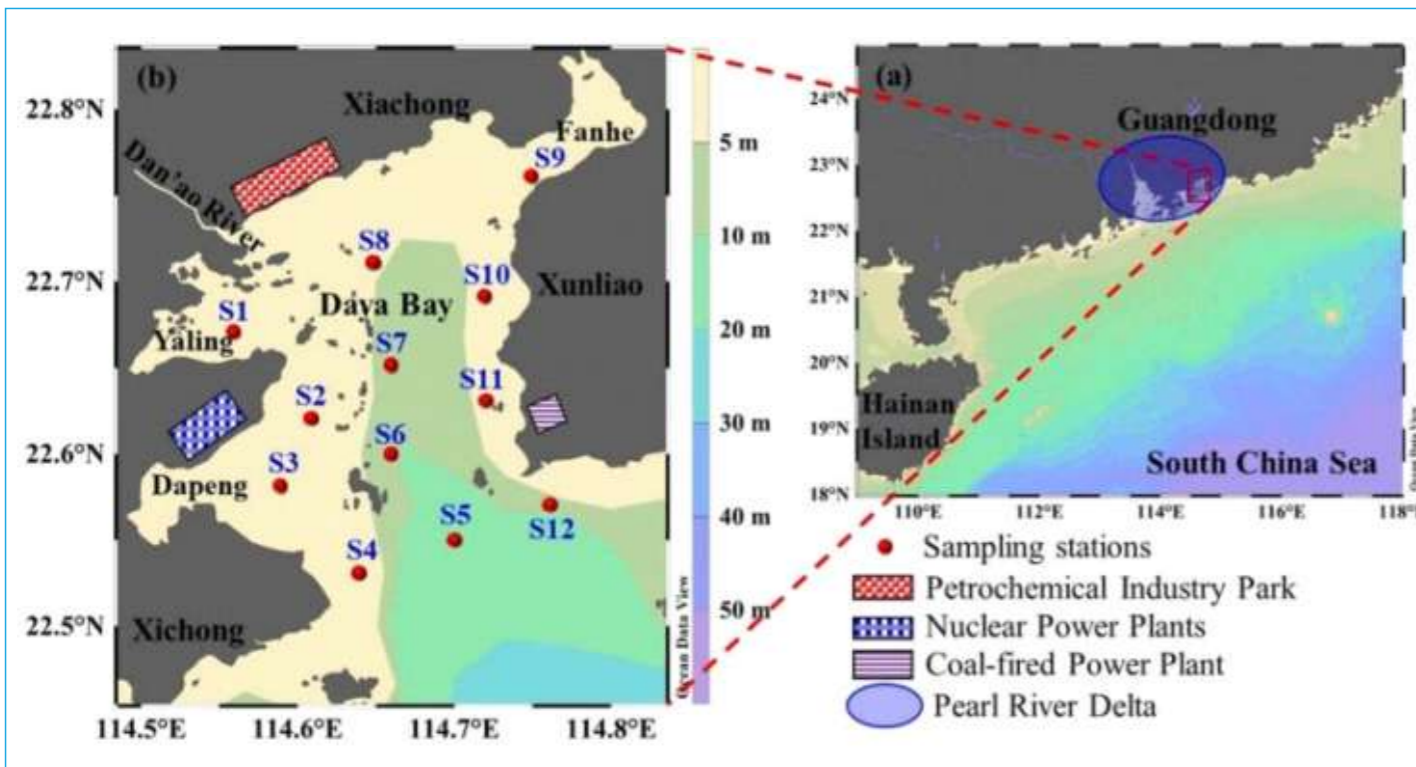 (b)
Xiachong
Fanhe
Dan'ao River
S9
S8
S10
Daya Bay
Xunliao
S1
Yaling
S7
S2
S11
S6
S3
Dapeng
S5
S12
S4
Xichong
22.8°N
22.7°N
22.6°N
22.5°N
114.5°E
114.6°E
114.7°E
114.8°E
5 m
10 m
20 m
30 m
40 m
50 m
Ocean Data View
(a)
Guangdong
Hainan
Island
South China Sea
24°N
23°N
22°N
21°N
20°N
19°N
18°N
110°E
112°E
114°E
116°E
118°E
Ocean Data View
Sampling stations
Petrochemical Industry Park
Nuclear Power Plants
Coal-fired Power Plant
Pearl River Delta